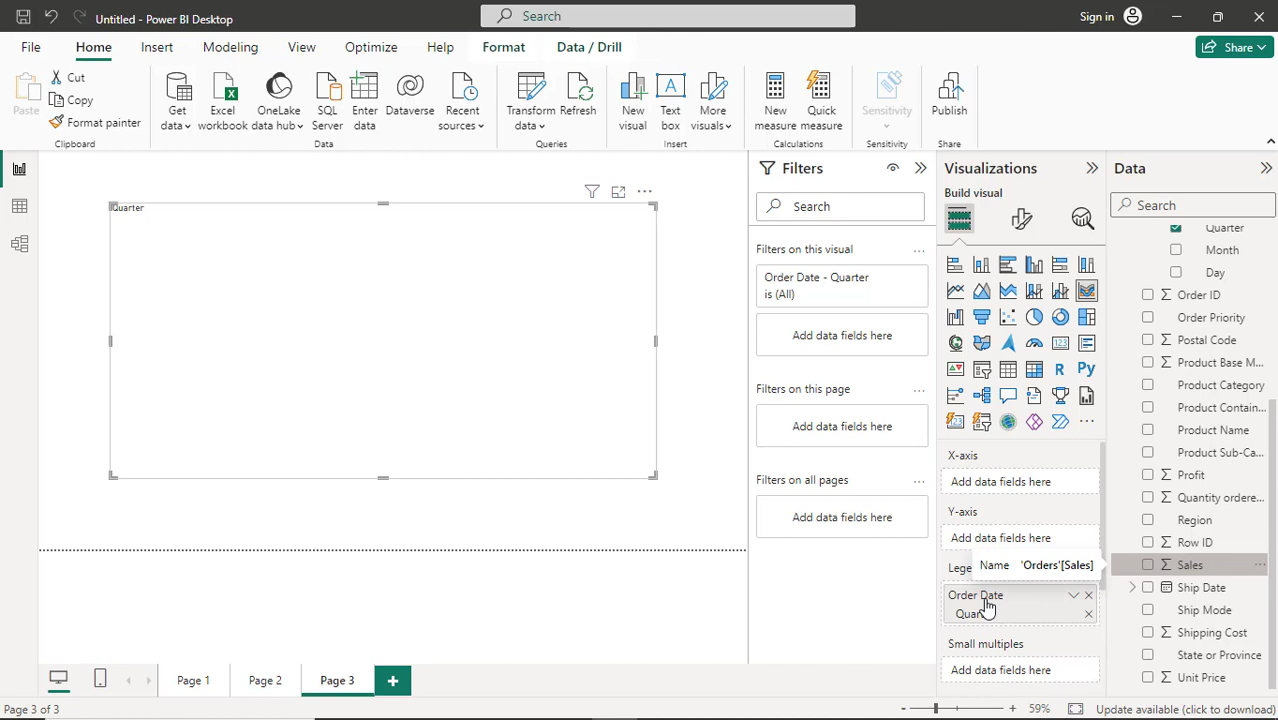 Untitled - Power BI Desktop
Search
Sign in
File
Home
Insert
Modeling
View
Optimize
Help
Format
Data / Drill
Share
Paste
Cut
Copy
Format painter
Clipboard
Get data
Excel workbook
OneLake data hub
SQL Server
Enter data
Dataverse
Recent sources
Data
Transform data
Refresh
Queries
New visual
Text box
More visuals
Insert
New measure
Quick measure
Calculations
Sensitivity
Sensitivity
Publish
Share
Quarter
Filters
Search
Filters on this visual
Order Date - Quarter
is (All)
Add data fields here
Filters on this page
Add data fields here
Filters on all pages
Add data fields here
Visualizations
Build visual
R
Py
123
X-axis
Add data fields here
Y-axis
Add data fields here
Lege
Name 'Orders'[Sales]
Order Date
Quar
Small multiples
Add data fields here
Data
Search
Quarter
Month
Day
Order ID
Order Priority
Postal Code
Product Base M...
Product Category
Product Contain...
Product Name
Product Sub-Ca...
Profit
Quantity ordere...
Region
Row ID
Sales
Ship Date
Ship Mode
Shipping Cost
State or Province
Unit Price
Page 1
Page 2
Page 3
Page 3 of 3
59%
Update available (click to download)